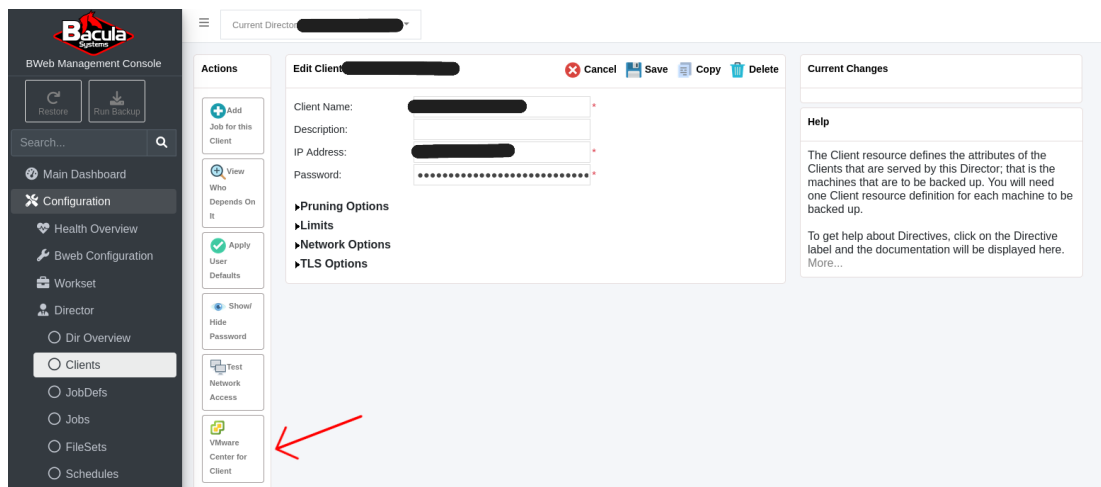 Bacula
Systems
BWeb Management Console
Restore
Run Backup
Search...
Main Dashboard
Configuration
Health Overview
Bweb Configuration
Workset
Director
Dir Overview
Clients
JobDefs
Jobs
FileSets
Schedules
Current Director
Actions
Add
Job for this
Client
View
Who
Depends On
It
Apply
User
Defaults
Show/
Hide
Password
Test
Network
Access
VMware
Center for
Client
Edit Client
Cancel
Save
Copy
Delete
Client Name:
*
Description:
IP Address:
*
Password:
*
Pruning Options
Limits
Network Options
TLS Options
Current Changes
Help
The Client resource defines the attributes of the
Clients that are served by this Director; that is the
machines that are to be backed up. You will need
one Client resource definition for each machine to be
backed up.
To get help about Directives, click on the Directive
label and the documentation will be displayed here.
More...